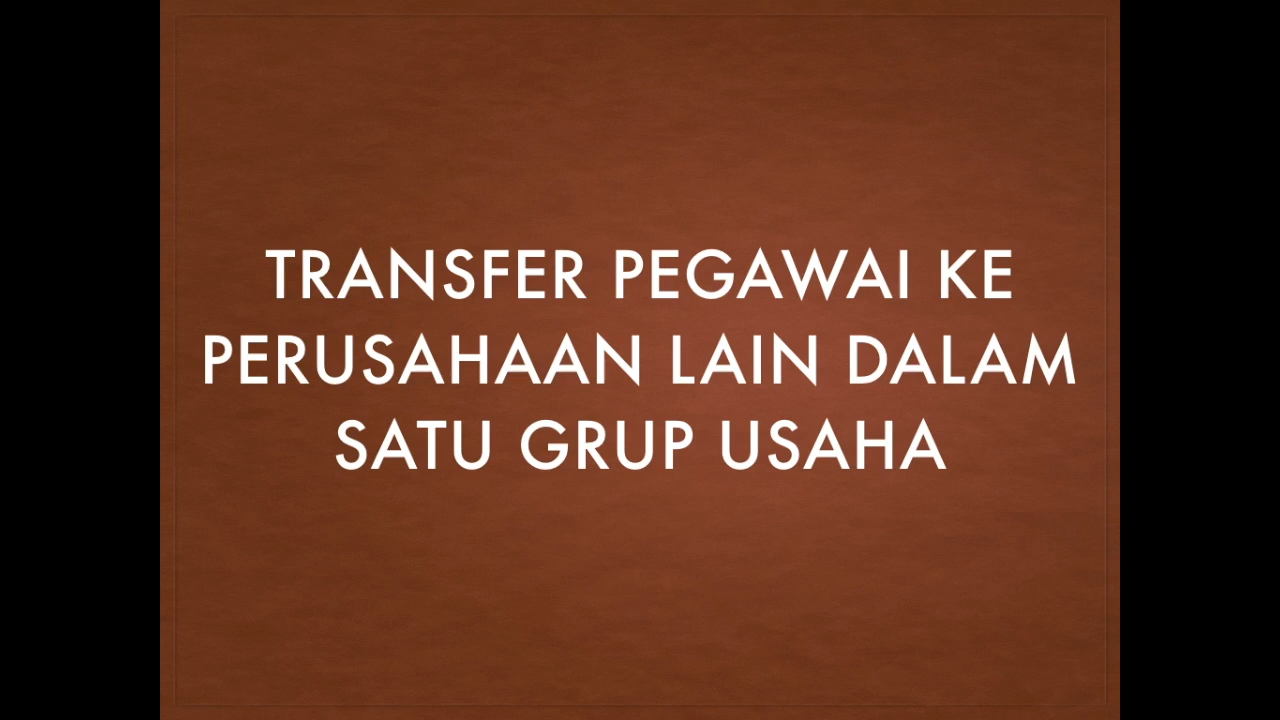 TRANSFER PEGAWAI KE
PERUSAHAAN LAIN DALAM
SATU GRUP USAHA